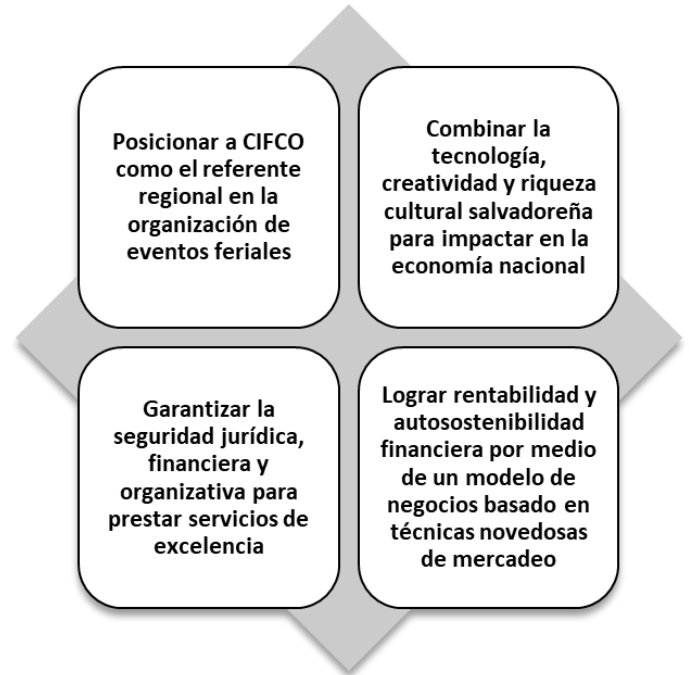 Posicionar a CIFCO
como el referente
regional en la
organización de
eventos feriales
Combinar la
tecnología,
creatividad y riqueza
cultural salvadoreña
para impactar en la
economía nacional
Garantizar la
seguridad jurídica,
financiera y
organizativa para
prestar servicios de
excelencia
Lograr rentabilidad y
autosostenibilidad
financiera por medio
de un modelo de
negocios basado en
técnicas novedosas
de mercadeo